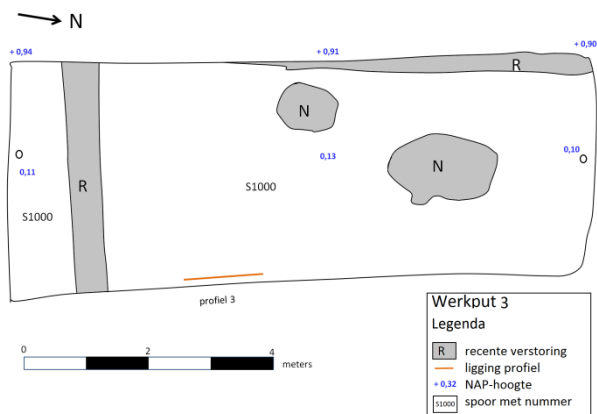 N
+ 0,94
+ 0,91
+ 0,90
R
N
O
0,11
0,13
N
0,10
O
R
S1000
S1000
profiel 3
0
2
4
meters
Werkput 3
Legenda
R recente verstoring
ligging profiel
+ 0,32 NAP-hoogte
S1000 spoor met nummer